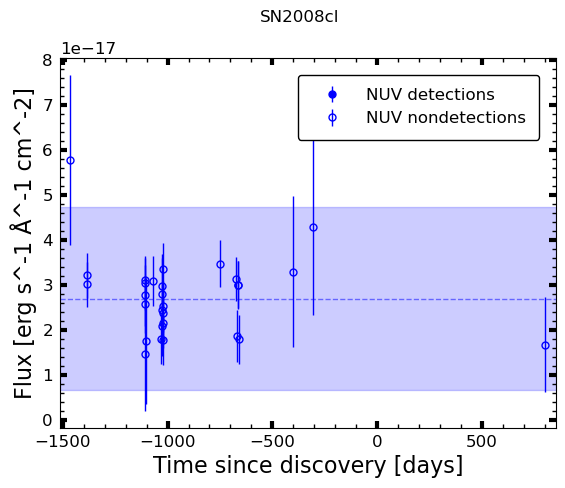 SN2008cl
1e−17
NUV detections
NUV nondetections
8
7
6
5
4
3
2
1
0
Flux [erg s^-1 Å^-1 cm^-2]
−1500 −1000 −500 0 500
Time since discovery [days]